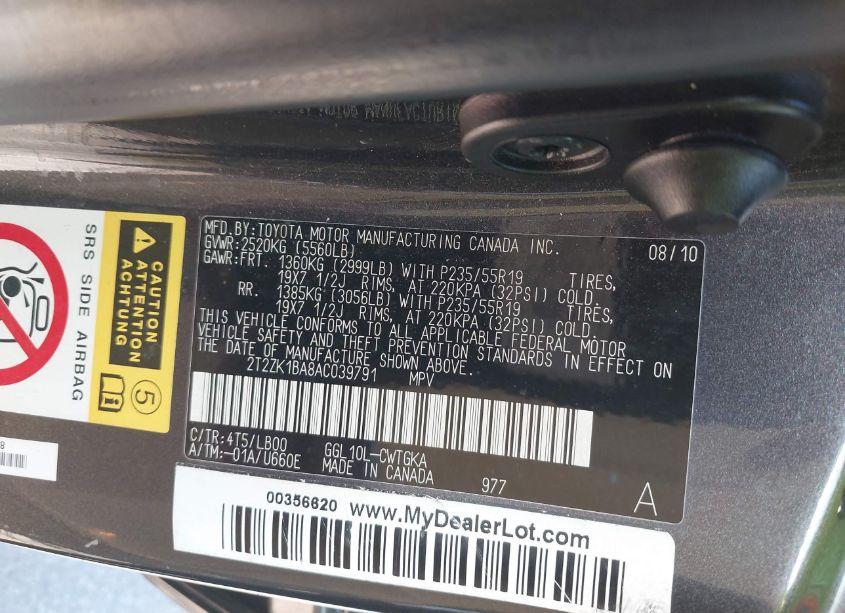 SRS SIDE AIRBAG
CAUTION
ATTENTION
ACHTUNG
5
MFD. BY:TOYOTA MOTOR MANUFACTURING CANADA INC. 08/10
GVWR:2520KG (5560LB)
GAWR:FRT. 1360KG (2999LB) WITH P235/55R19 TIRES,
19X7 1/2J RIMS, AT 220KPA (32PSI) COLD.
RR. 1385KG (3056LB) WITH P235/55R19 TIRES,
19X7 1/2J RIMS, AT 220KPA (32PSI) COLD.
THIS VEHICLE CONFORMS TO ALL APPLICABLE FEDERAL MOTOR
VEHICLE SAFETY AND THEFT PREVENTION STANDARDS IN EFFECT ON
THE DATE OF MANUFACTURE SHOWN ABOVE.
2T2ZK1BA8AC039791 MPV
C/TR:4T5/LB00 GGL10L-CWTGKA
A/TM:-01A/U660E MADE IN CANADA 977 A
00356620 www.MyDealerLot.com
8